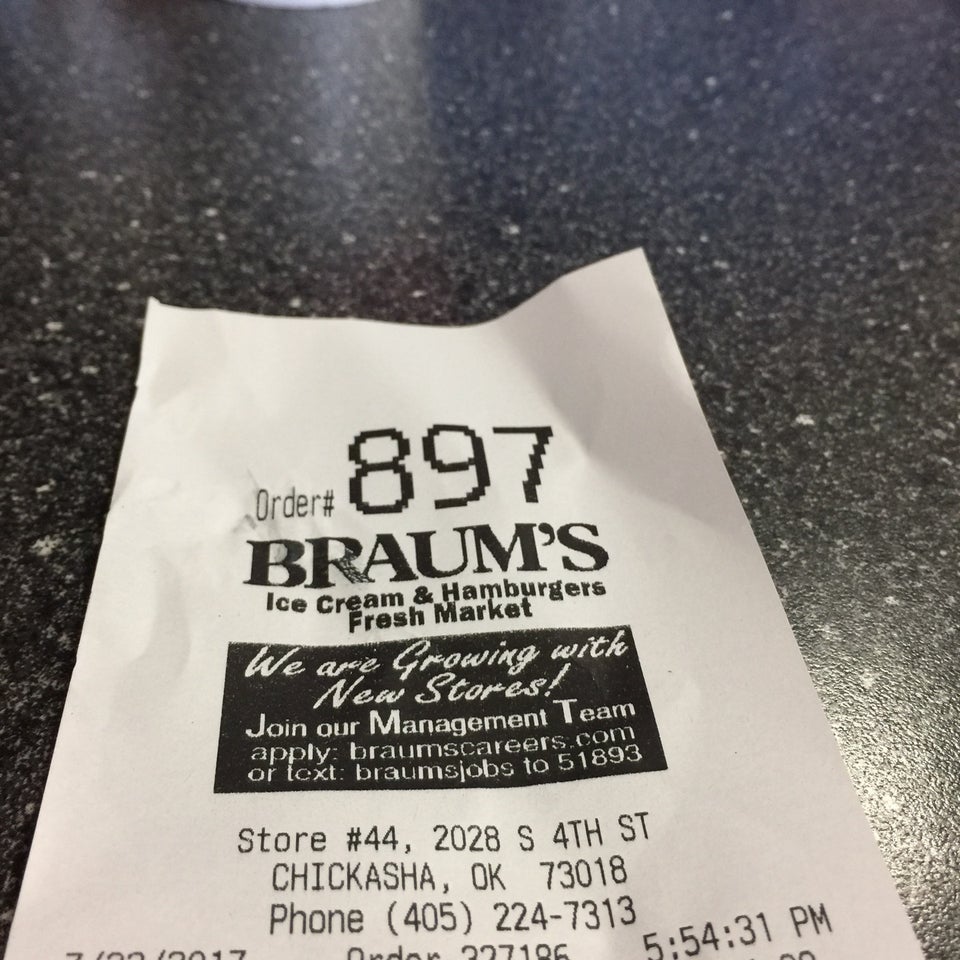 Order# 897
BRAUM'S
Ice Cream & Hamburgers
Fresh Market
We are Growing with
New Stores!
Join our Management Team
apply: braumscareers.com
or text: braumsjobs to 51893
Store #44, 2028 S 4TH ST
CHICKASHA, OK 73018
Phone (405) 224-7313
Order 327186 5:54:31 PM